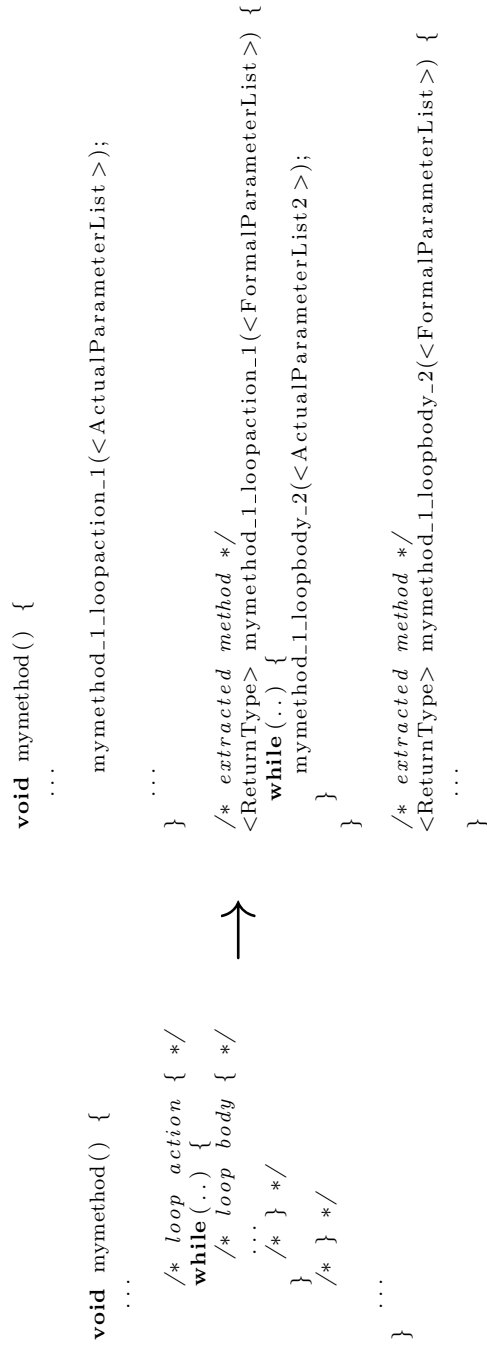 void mymethod() {
...
/* loop action { */
while(..) {
/* loop body { */
...
/* } */
}
/* } */
...
}
void mymethod() {
...
mymethod_1_loopaction_1(<ActualParameterList>);
...
}
/* extracted method */
<ReturnType> mymethod_1_loopaction_1(<FormalParameterList>) {
while(..) {
mymethod_1_loopbody_2(<ActualParameterList2>);
}
}
/* extracted method */
<ReturnType> mymethod_1_loopbody_2(<FormalParameterList>) {
...
}